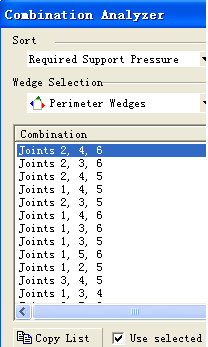 Combination Analyzer
Sort
Required Support Pressure
Wedge Selection
Perimeter Wedges
Combination
Joints 2, 4, 6
Joints 2, 3, 6
Joints 2, 4, 5
Joints 1, 4, 5
Joints 2, 3, 5
Joints 1, 4, 6
Joints 1, 3, 6
Joints 1, 3, 5
Joints 1, 5, 6
Joints 1, 2, 5
Joints 3, 4, 5
Joints 1, 3, 4
Copy List
Use selected